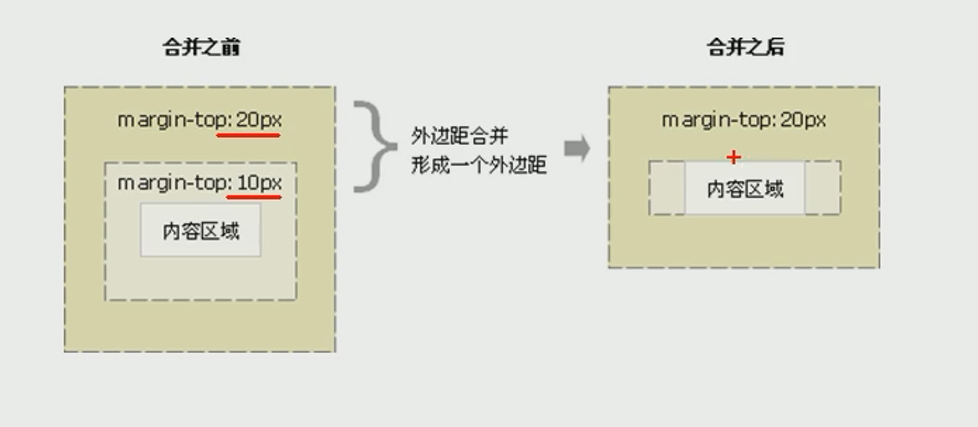 合并之前
合并之后
margin-top: 20px
margin-top: 10px
内容区域
外边距合并
形成一个外边距
margin-top: 20px
内容区域